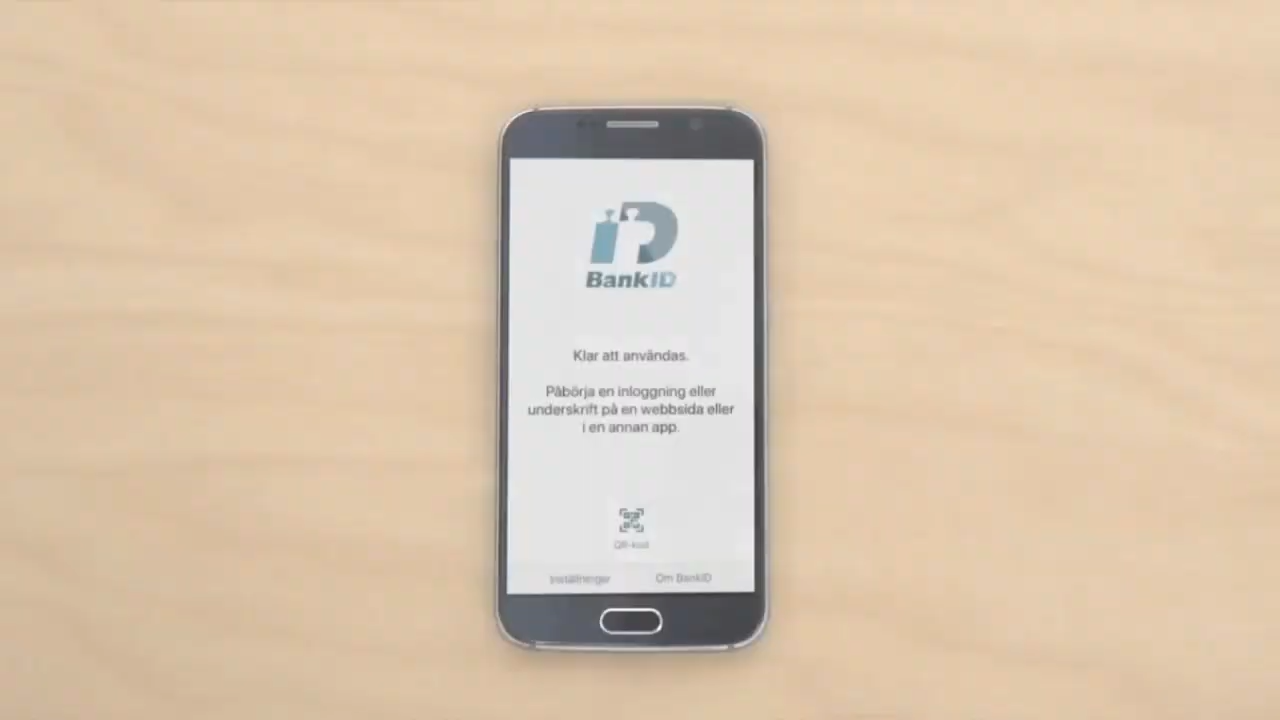 BankID
Klar att användas.
Påbörja en inloggning eller
underskrift på en webbsida eller
i en annan app.
QR-kod
Inställningar
Om BankID